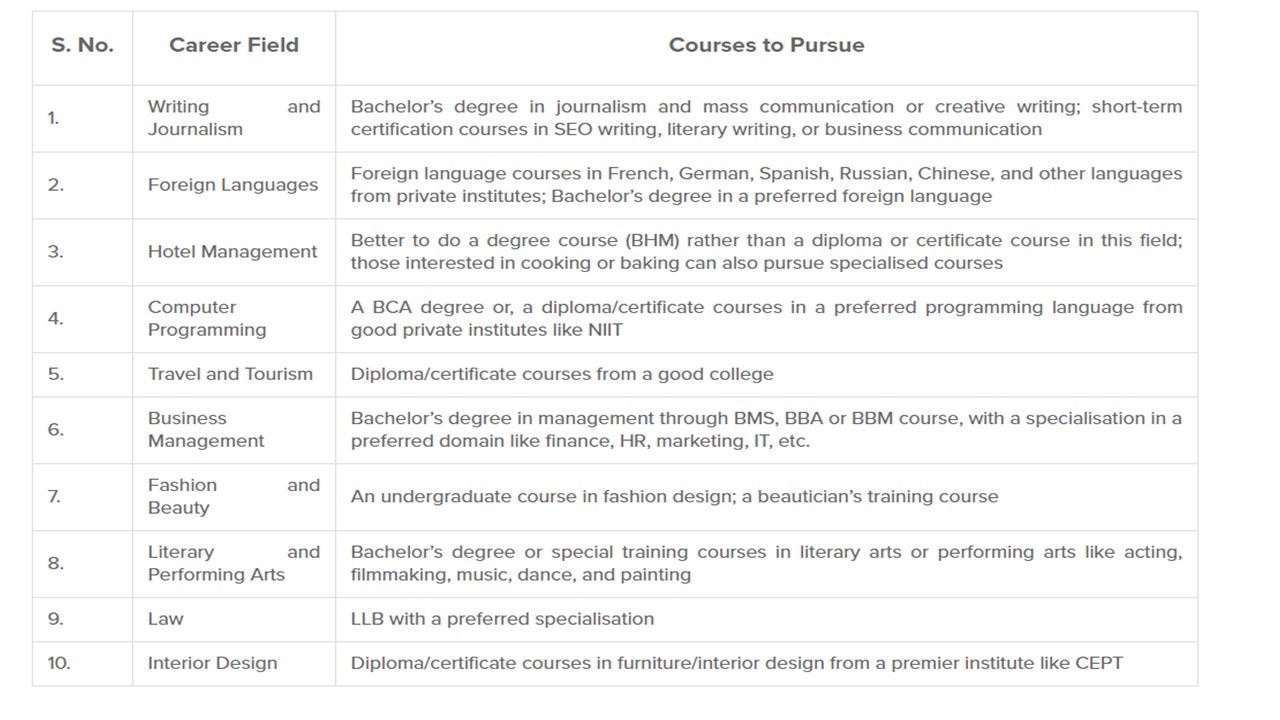 S. No. Career Field Courses to Pursue
1. Writing and Journalism Bachelor’s degree in journalism and mass communication or creative writing; short-term
certification courses in SEO writing, literary writing, or business communication
2. Foreign Languages Foreign language courses in French, German, Spanish, Russian, Chinese, and other languages
from private institutes; Bachelor’s degree in a preferred foreign language
3. Hotel Management Better to do a degree course (BHM) rather than a diploma or certificate course in this field;
those interested in cooking or baking can also pursue specialised courses
4. Computer Programming A BCA degree or, a diploma/certificate courses in a preferred programming language from
good private institutes like NIIT
5. Travel and Tourism Diploma/certificate courses from a good college
6. Business Management Bachelor’s degree in management through BMS, BBA or BBM course, with a specialisation in a
preferred domain like finance, HR, marketing, IT, etc.
7. Fashion and Beauty An undergraduate course in fashion design; a beautician’s training course
8. Literary and Performing Arts Bachelor’s degree or special training courses in literary arts or performing arts like acting,
filmmaking, music, dance, and painting
9. Law LLB with a preferred specialisation
10. Interior Design Diploma/certificate courses in furniture/interior design from a premier institute like CEPT